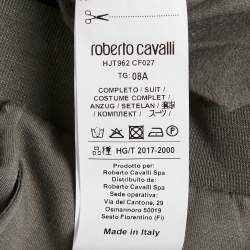 roberto cavalli
HJT962 CF027
TG: 08A
COMPLETO / SUIT /
COSTUME COMPLET /
ANZUG / SETELAN /
/ КОМПЛЕКТ / スーツ /
品種 HG/T 2017-2000
Prodotto per:
Roberto Cavalli Spa
Distribuito da:
Roberto Cavalli Spa
Sede operativa:
Via del Cantone, 29
Osmannoro 50019
Sesto Fiorentino (Fi)
Made in Italy